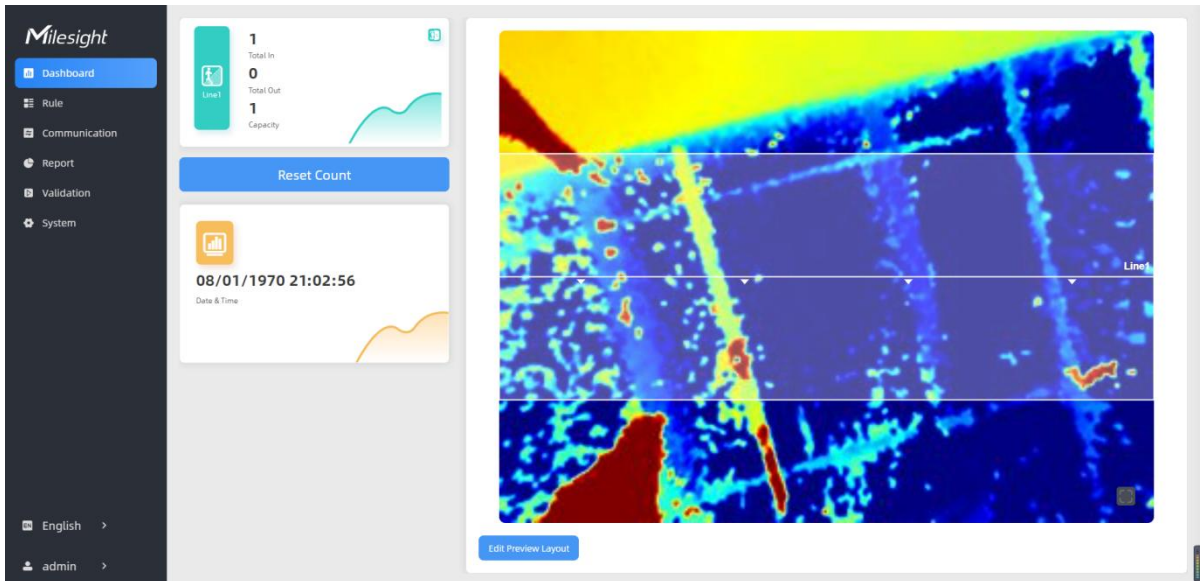 Milesight
Dashboard
Rule
Communication
Report
Validation
System
EN English >
admin >
Line1
1
Total In
0
Total Out
1
Capacity
Reset Count
08/01/1970 21:02:56
Date & Time
Line1
Edit Preview Layout